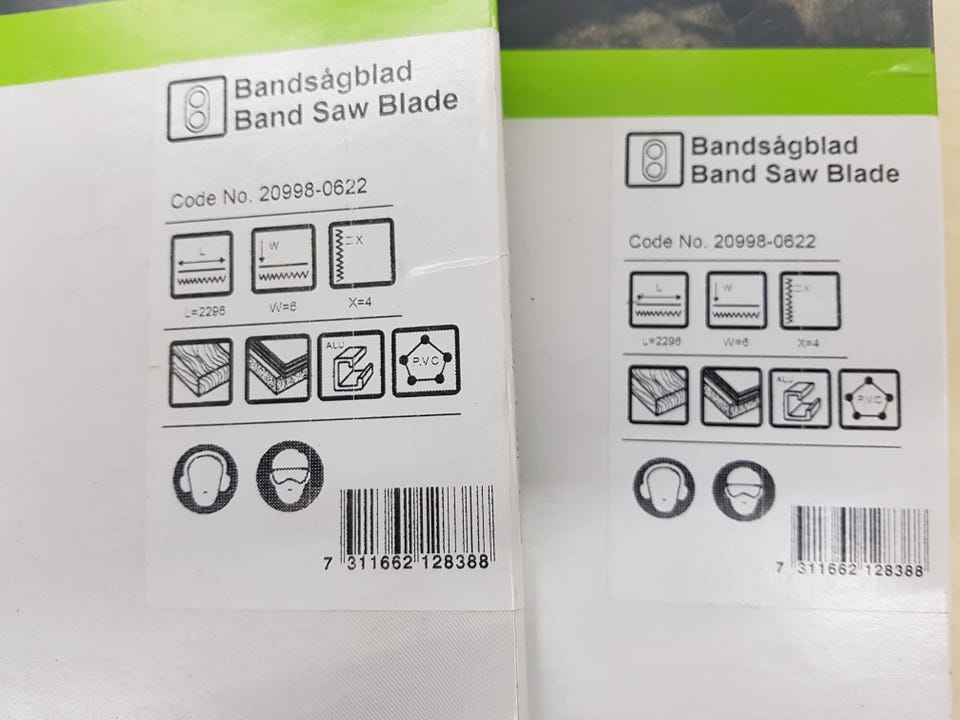 Bandsågblad
Band Saw Blade
Code No. 20998-0622
L
W
X
L=2296
W=6
X=4
ALU
P.V.C
7 311662 128388
Bandsågblad
Band Saw Blade
Code No. 20998-0622
L
W
X
L=2296
W=6
X=4
ALU
P.V.C
7 311662 128388